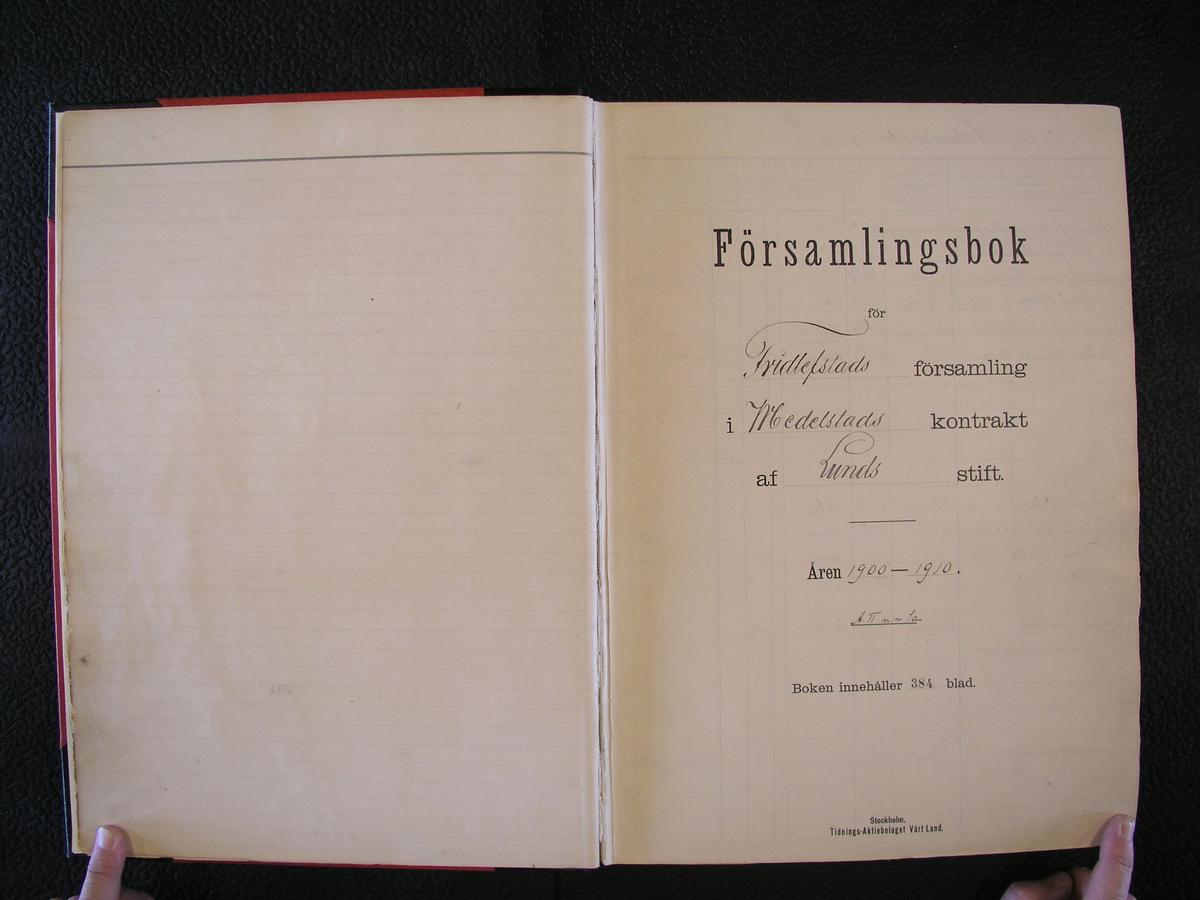 Församlingsbok
för
Fridlefstads församling
i Medelstads kontrakt
af Lunds stift.
Åren 1900 — 1910.
A II
Boken innehåller 384 blad.
Stockholm,
Tidnings-Aktiebolaget Vårt Land.